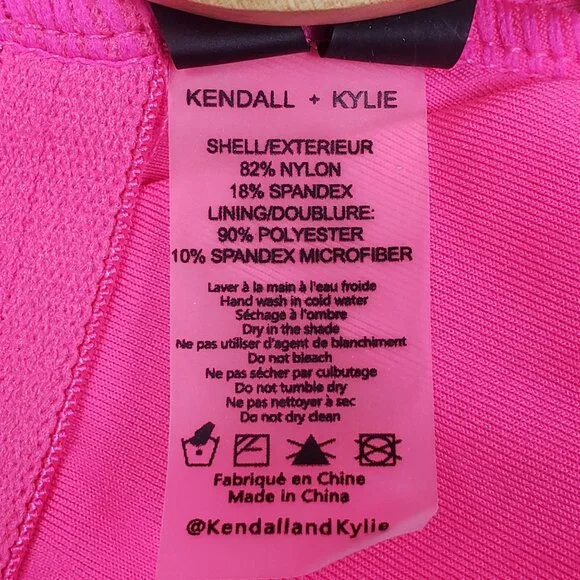 KENDALL + KYLIE
SHELL/EXTERIEUR
82% NYLON
18% SPANDEX
LINING/DOUBLURE:
90% POLYESTER
10% SPANDEX MICROFIBER
Laver à la main à l'eau froide
Hand wash in cold water
Séchage à l'ombre
Dry in the shade
Ne pas utiliser d'agent de blanchiment
Do not bleach
Ne pas sécher par culbutage
Do not tumble dry
Ne pas nettoyer à sec
Do not dry clean
Fabriqué en Chine
Made in China
@KendallandKylie